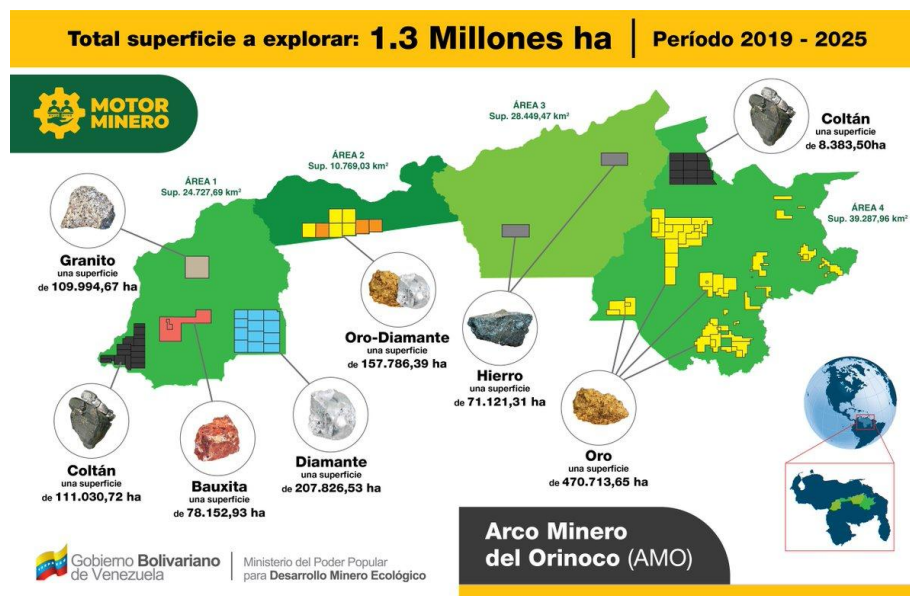 Total superficie a explorar: 1.3 Millones ha | Período 2019 - 2025
MOTOR
MINERO
ÁREA 1
Sup. 24.727,69 km²
ÁREA 2
Sup. 10.769,03 km²
ÁREA 3
Sup. 28.449,47 km²
Coltán
una superficie
de 8.383,50ha
ÁREA 4
Sup. 39.287,96 km²
Granito
una superficie
de 109.994,67 ha
Oro-Diamante
una superficie
de 157.786,39 ha
Hierro
una superficie
de 71.121,31 ha
Coltán
una superficie
de 111.030,72 ha
Bauxita
una superficie
de 78.152,93 ha
Diamante
una superficie
de 207.826,53 ha
Oro
una superficie
de 470.713,65 ha
Arco Minero
del Orinoco (AMO)
Gobierno Bolivariano
de Venezuela
Ministerio del Poder Popular
para Desarrollo Minero Ecológico